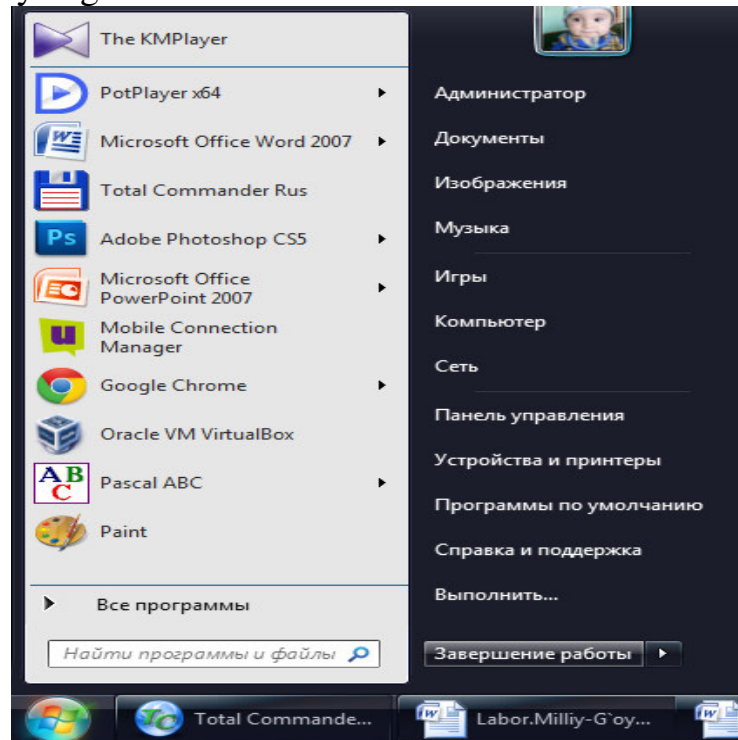 The KMPlayer
PotPlayer x64
Microsoft Office Word 2007
Total Commander Rus
Ps
Adobe Photoshop CS5
Microsoft Office
PowerPoint 2007
Mobile Connection
Manager
Google Chrome
Oracle VM VirtualBox
A B
C
Pascal ABC
Paint
Все программы
Найти программы и файлы
Администратор
Документы
Изображения
Музыка
Игры
Компьютер
Сеть
Панель управления
Устройства и принтеры
Программы по умолчанию
Справка и поддержка
Выполнить...
Завершение работы
Total Commande...
Labor.Milliy-G`oy...